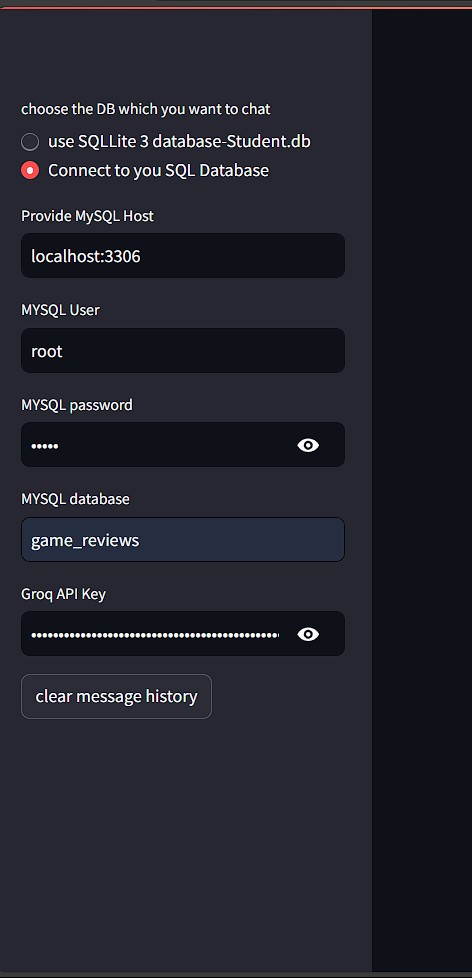 choose the DB which you want to chat
use SQLLite 3 database-Student.db
Connect to you SQL Database
Provide MySQL Host
localhost:3306
MYSQL User
root
MYSQL password
•••••
MYSQL database
game_reviews
Groq API Key
clear message history